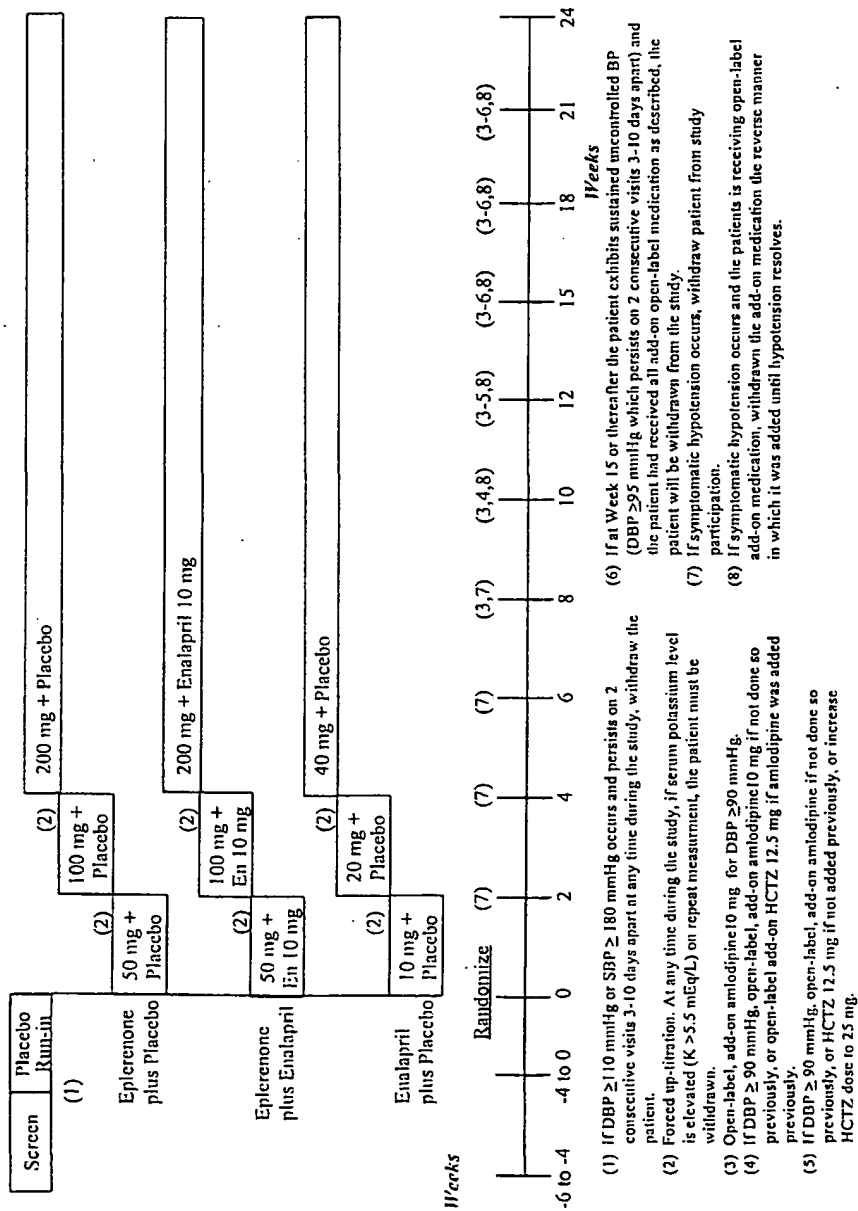 Screen
Placebo
Run-in
(1)
Eplerenone
plus Placebo
50 mg +
Placebo
(2)
100 mg +
Placebo
(2)
200 mg + Placebo
Eplerenone
plus Enalapril
50 mg +
En 10 mg
(2)
100 mg +
En 10 mg
(2)
200 mg + Enalapril 10 mg
Enalapril
plus Placebo
10 mg +
Placebo
(2)
20 mg +
Placebo
(2)
40 mg + Placebo
Randomize
(7)
(7)
(7)
(3,7)
(3,4,8)
(3-5,8)
(3-6,8)
(3-6,8)
(3-6,8)
Weeks
-6 to -4
-4 to 0
0
2
4
6
8
10
12
15
18
21
24
Weeks
(1) If DBP ≥110 mmHg or SBP ≥ 180 mmHg occurs and persists on 2
consecutive visits 3-10 days apart at any time during the study, withdraw the
patient.
(2) Forced up-titration. At any time during the study, if serum potassium level
is elevated (K >5.5 mEq/L) on repeat measurment, the patient must be
withdrawn.
(3) Open-label, add-on amlodipine10 mg for DBP ≥90 mmHg.
(4) If DBP ≥ 90 mmHg, open-label, add-on amlodipine10 mg if not done so
previously, or open-label add-on HCTZ 12.5 mg if amlodipine was added
previously.
(5) If DBP ≥ 90 mmHg, open-label, add-on amlodipine if not done so
previously, or HCTZ 12.5 mg if not added previously, or increase
HCTZ dose to 25 mg.
(6) If at Week 15 or thereafter the patient exhibits sustained uncontrolled BP
(DBP ≥95 mmHg which persists on 2 consecutive visits 3-10 days apart) and
the patient had received all add-on open-label medication as described, the
patient will be withdrawn from the study.
(7) If symptomatic hypotension occurs, withdraw patient from study
participation.
(8) If symptomatic hypotension occurs and the patients is receiving open-label
add-on medication, withdrawn the add-on medication the reverse manner
in which it was added until hypotension resolves.